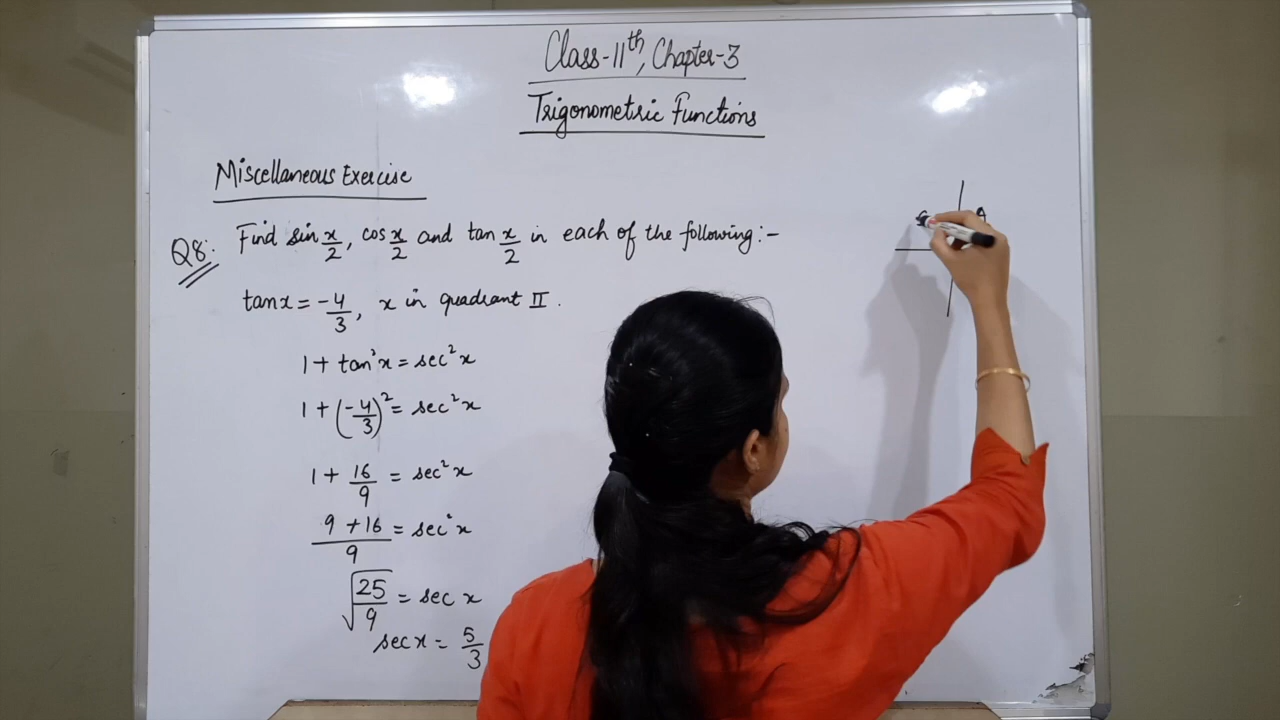 Class-11th, Chapter-3
Trigonometric Functions
Miscellaneous Exercise
Q8:- Find sin x/2, cos x/2 and tan x/2 in each of the following:-
tan x = -4/3, x in quadrant II.
1 + tan²x = sec²x
1 + (-4/3)² = sec²x
1 + 16/9 = sec²x
9+16/9 = sec²x
√25/9 = sec x
sec x = 5/3
A